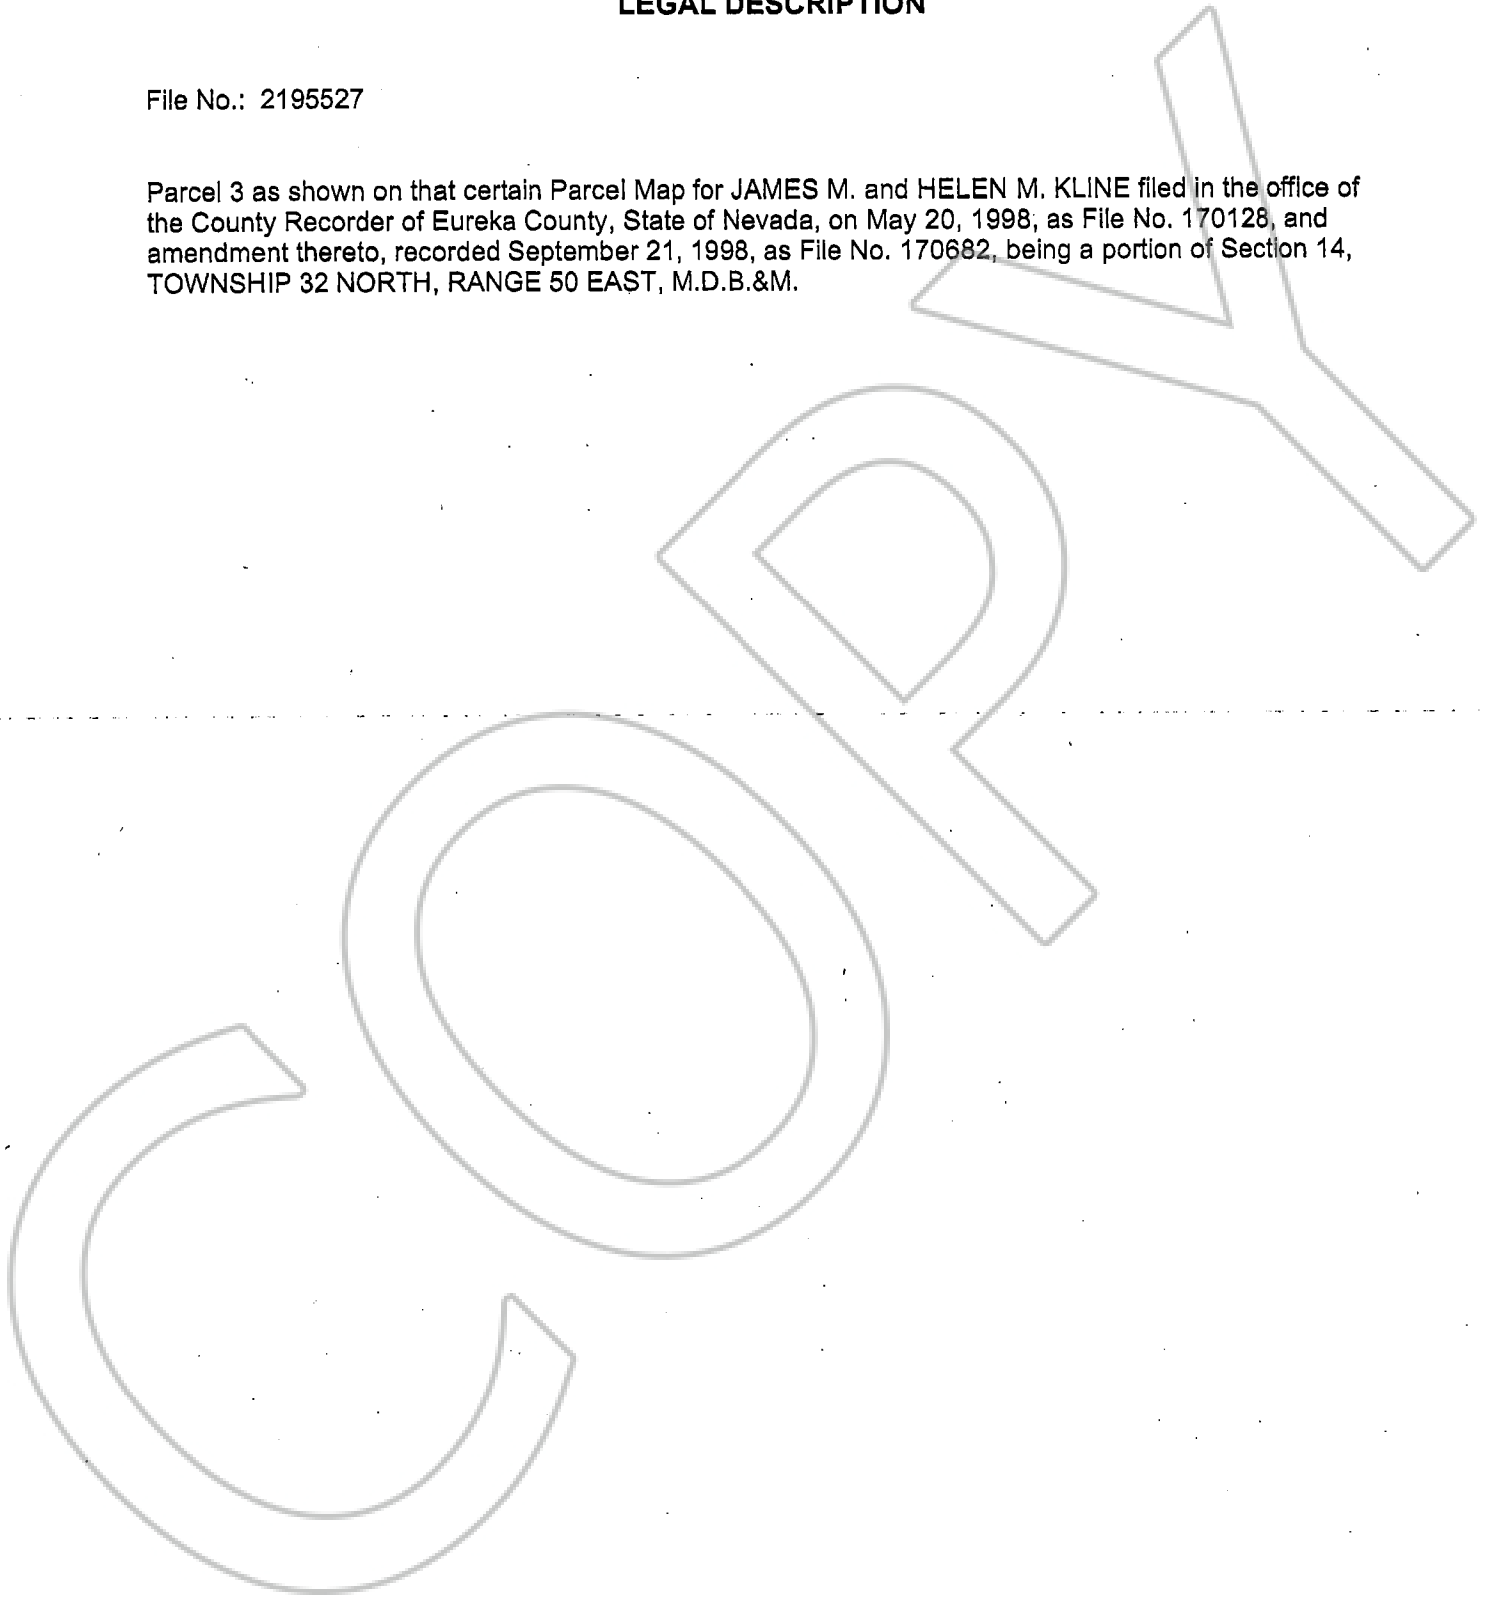 LEGAL DESCRIPTION
File No.: 2195527
Parcel 3 as shown on that certain Parcel Map for JAMES M. and HELEN M. KLINE filed in the office of
the County Recorder of Eureka County, State of Nevada, on May 20, 1998, as File No. 170128, and
amendment thereto, recorded September 21, 1998, as File No. 170682, being a portion of Section 14,
TOWNSHIP 32 NORTH, RANGE 50 EAST, M.D.B.&M.
COPY